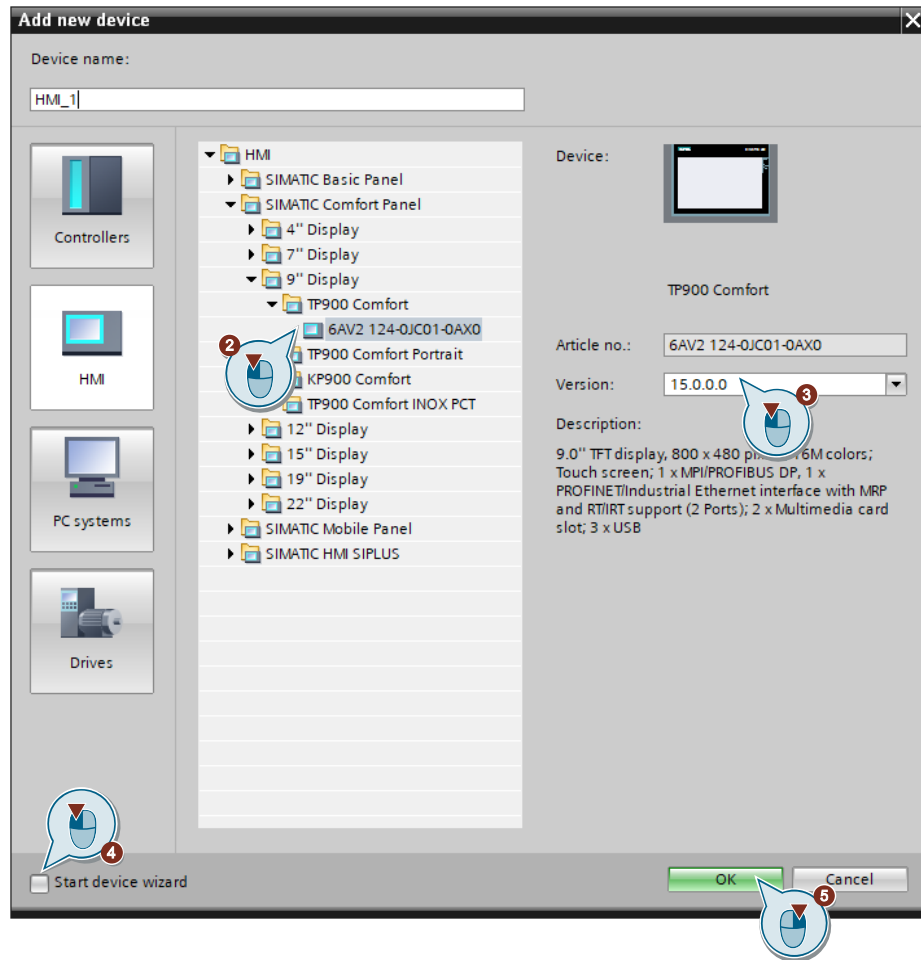 Add new device
Device name:
HMI_1
Controllers
HMI
PC systems
Drives
HMI
SIMATIC Basic Panel
SIMATIC Comfort Panel
4'' Display
7'' Display
9'' Display
TP900 Comfort
6AV2 124-0JC01-0AX0
TP900 Comfort Portrait
KP900 Comfort
TP900 Comfort INOX PCT
12'' Display
15'' Display
19'' Display
22'' Display
SIMATIC Mobile Panel
SIMATIC HMI SIPLUS
2
Device:
TP900 Comfort
Article no.: 6AV2 124-0JC01-0AX0
Version: 15.0.0.0
3
Description:
9.0'' TFT display, 800 x 480 colors;
Touch screen; 1 x MPI/PROFIBUS DP, 1 x
PROFINET/Industrial Ethernet interface with MRP
and RT/IRT support (2 Ports); 2 x Multimedia card
slot; 3 x USB
4
Start device wizard
OK
Cancel
5